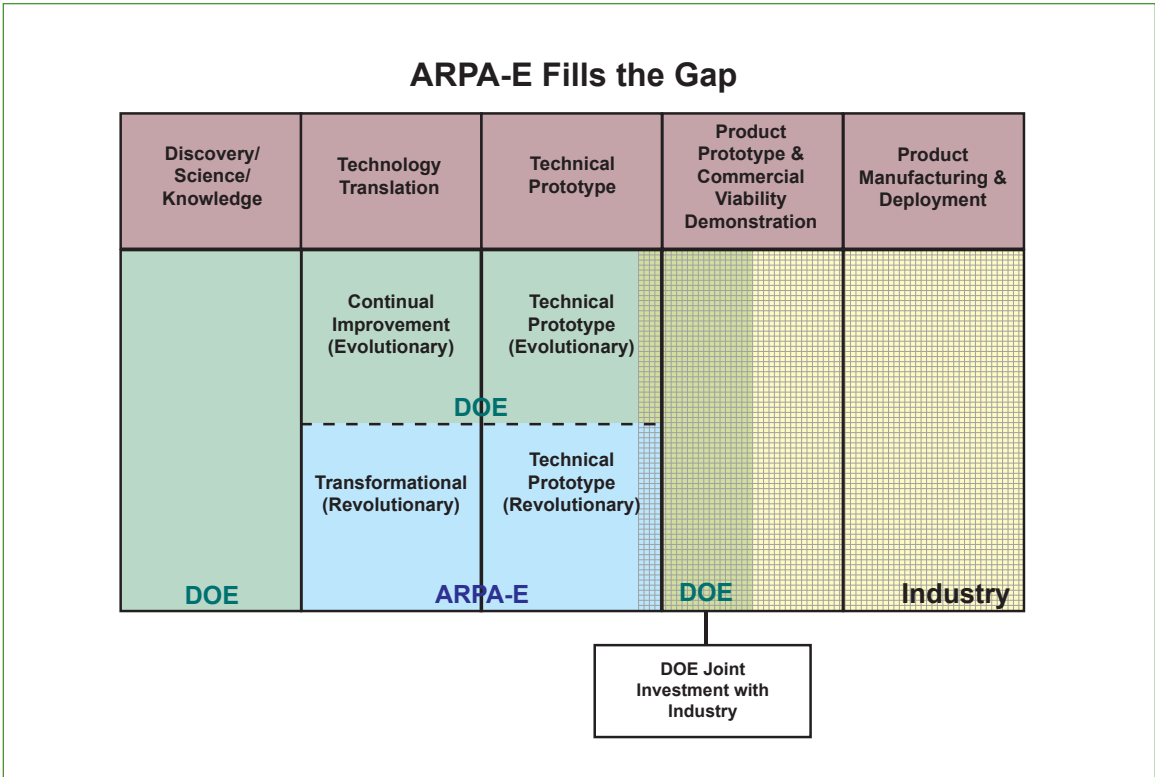 ARPA-E Fills the Gap
Discovery/
Science/
Knowledge
Technology
Translation
Technical
Prototype
Product
Prototype &
Commercial
Viability
Demonstration
Product
Manufacturing &
Deployment
Continual
Improvement
(Evolutionary)
Technical
Prototype
(Evolutionary)
DOE
Transformational
(Revolutionary)
Technical
Prototype
(Revolutionary)
DOE
ARPA-E
DOE
Industry
DOE Joint
Investment with
Industry